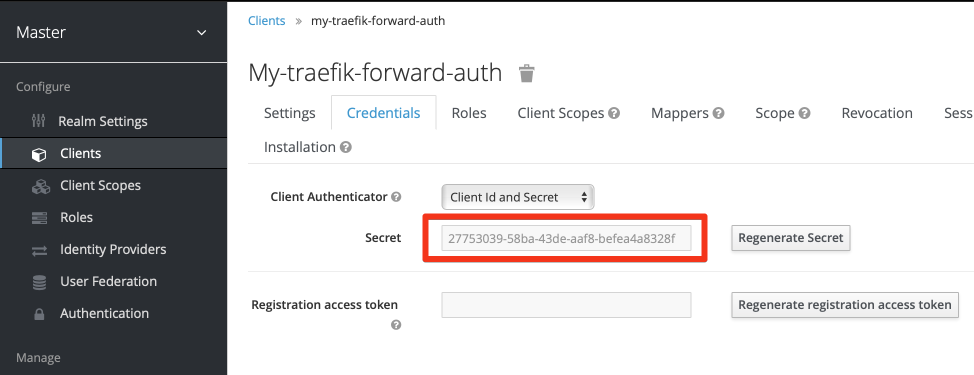 Master
Clients » my-traefik-forward-auth
Configure
Realm Settings
Clients
Client Scopes
Roles
Identity Providers
User Federation
Authentication
Manage
My-traefik-forward-auth
Settings Credentials Roles Client Scopes Mappers Scope Revocation Sess
Installation
Client Authenticator Client Id and Secret
Secret 27753039-58ba-43de-aaf8-befea4a8328f Regenerate Secret
Registration access token Regenerate registration access token